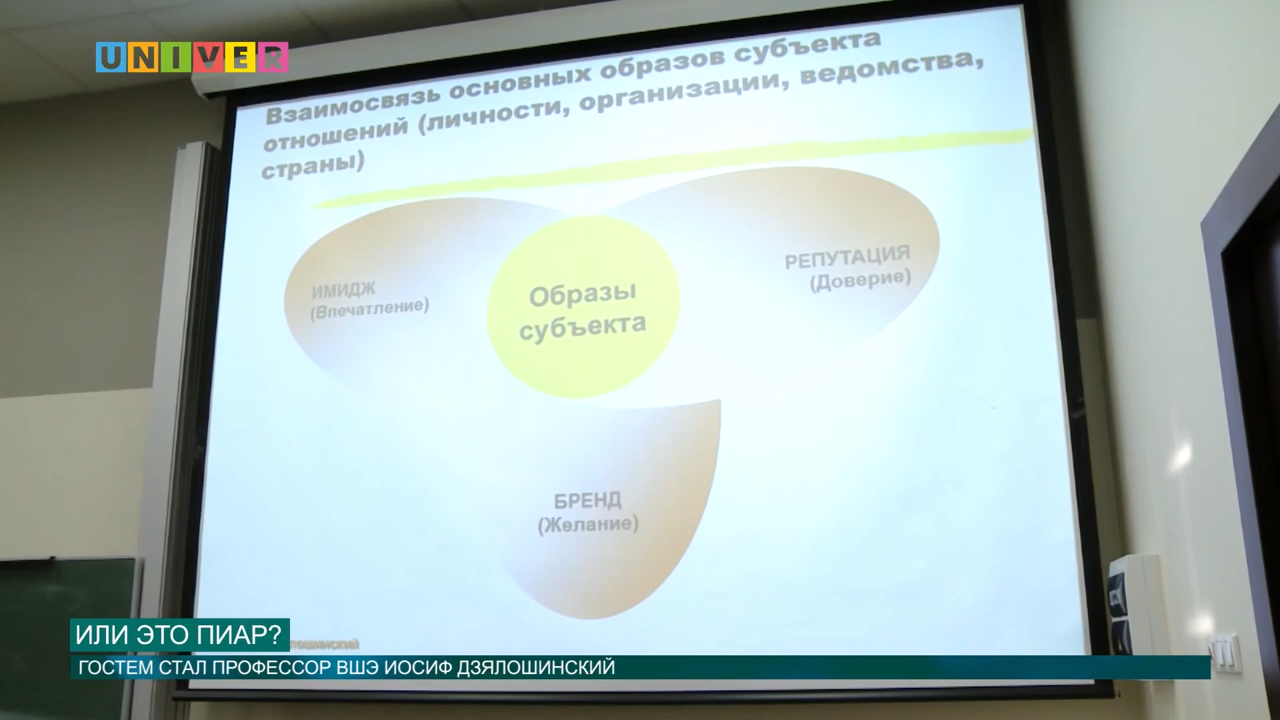 UNIVER
Взаимосвязь основных образов субъекта
отношений (личности, организации, ведомства,
страны)
ИМИДЖ
(Впечатление)
Образы
субъекта
РЕПУТАЦИЯ
(Доверие)
БРЕНД
(Желание)
ИЛИ ЭТО ПИАР?
ГОСТЕМ СТАЛ ПРОФЕССОР ВШЭ ИОСИФ ДЗЯЛОШИНСКИЙ